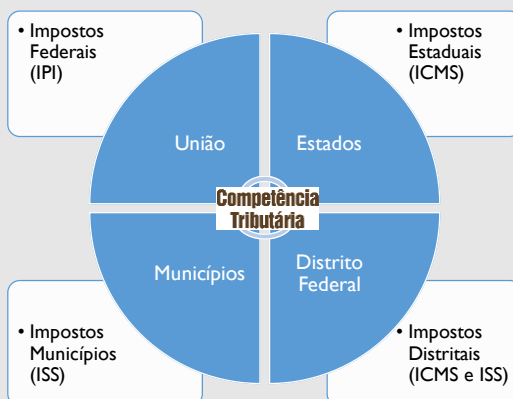 • Impostos
Federais
(IPI)
• Impostos
Estaduais
(ICMS)
União
Estados
Competência
Tributária
Municípios
Distrito
Federal
• Impostos
Municípios
(ISS)
• Impostos
Distritais
(ICMS e ISS)